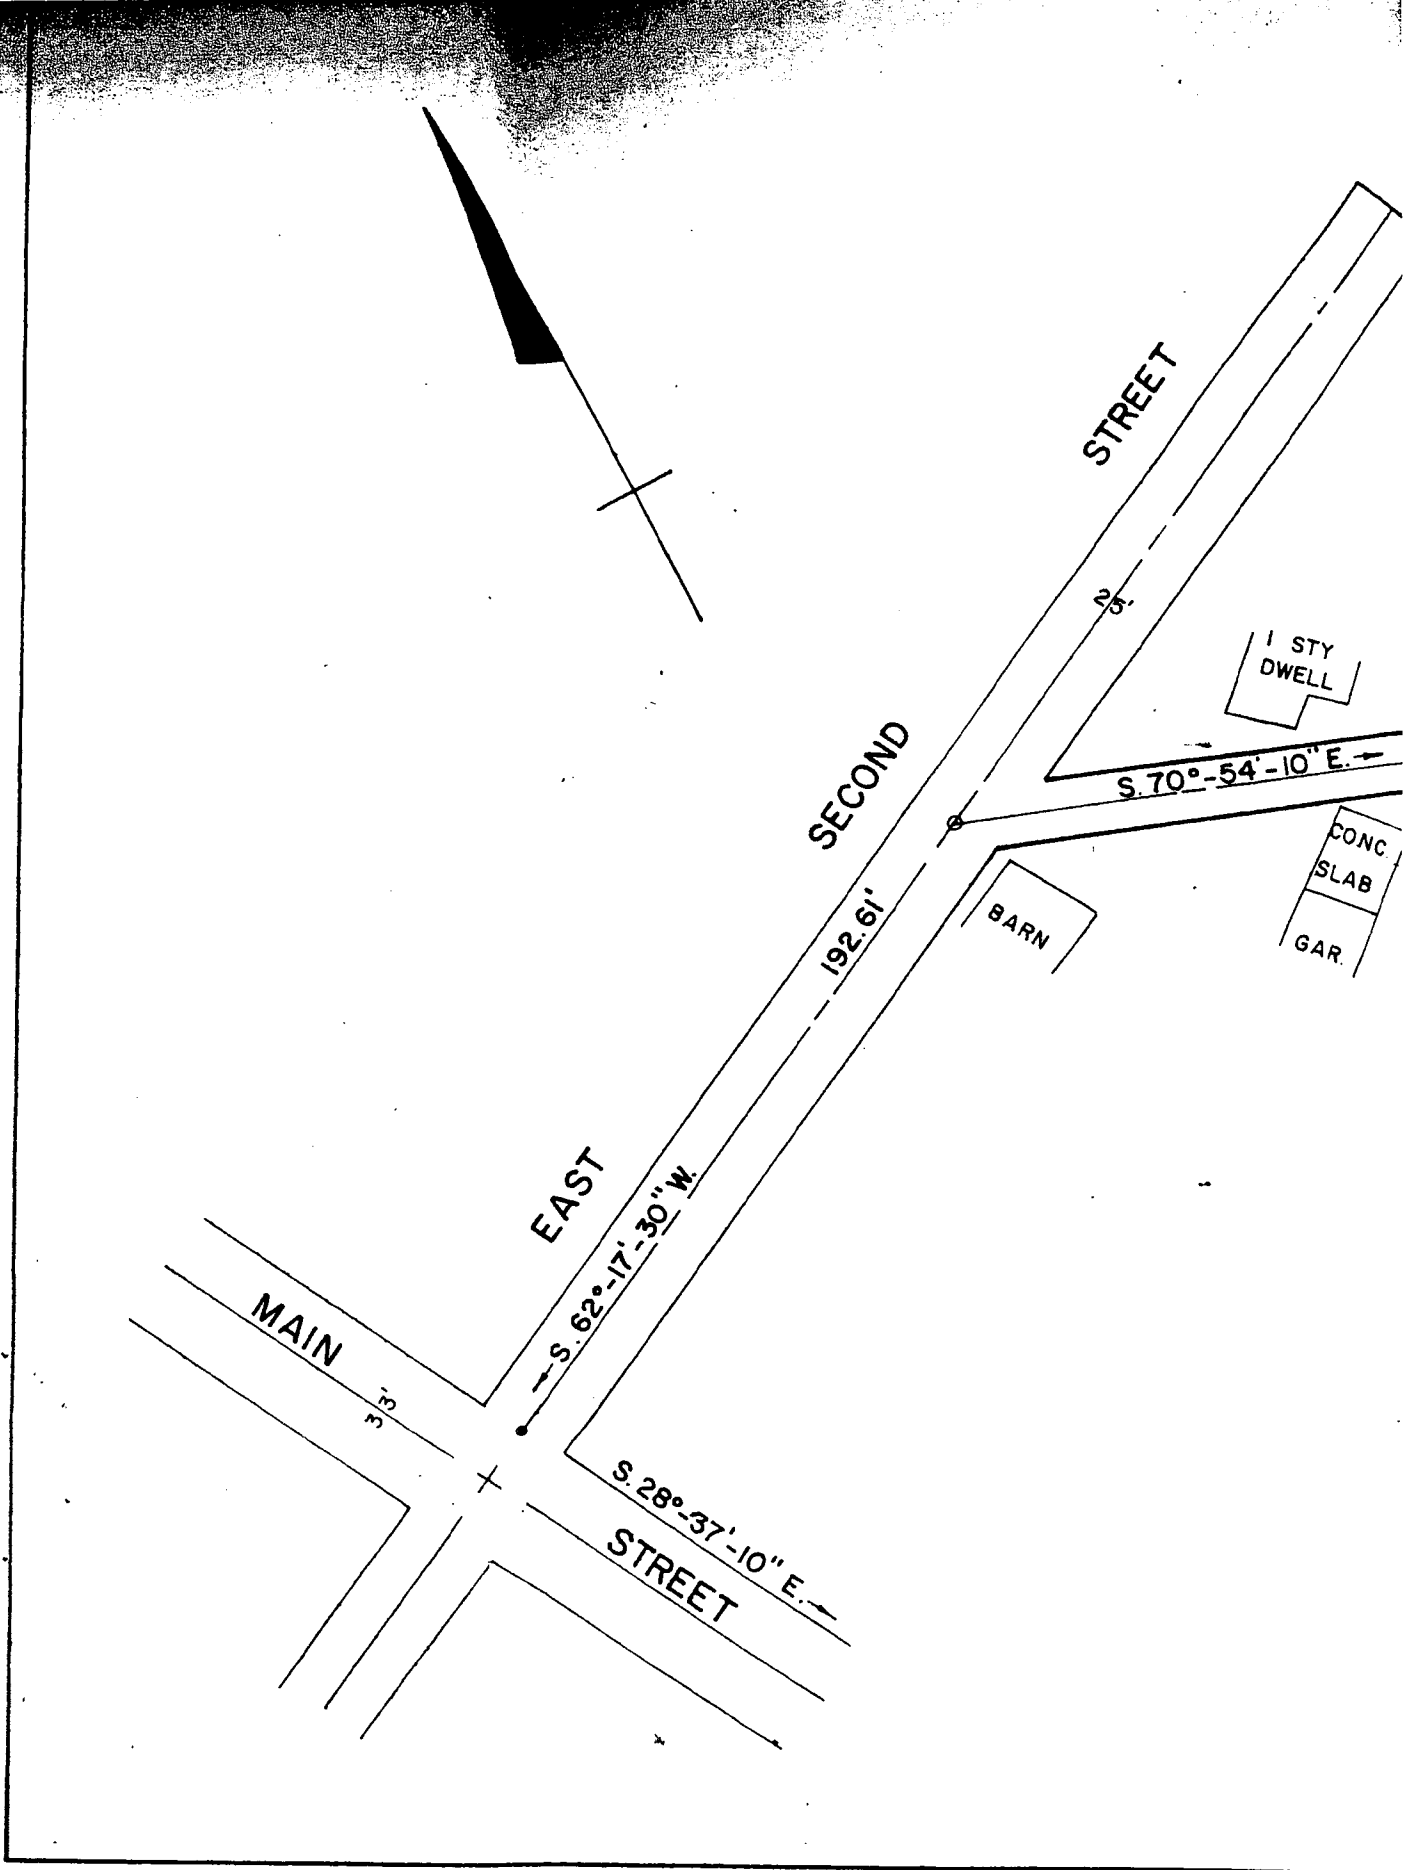 STREET
25'
1 STY
DWELL
S. 70°-54'-10" E.
SECOND
CONC.
SLAB
GAR.
BARN
192.61'
EAST
S. 62°-17'-30" W.
MAIN
33'
S. 28°-37'-10" E.
STREET